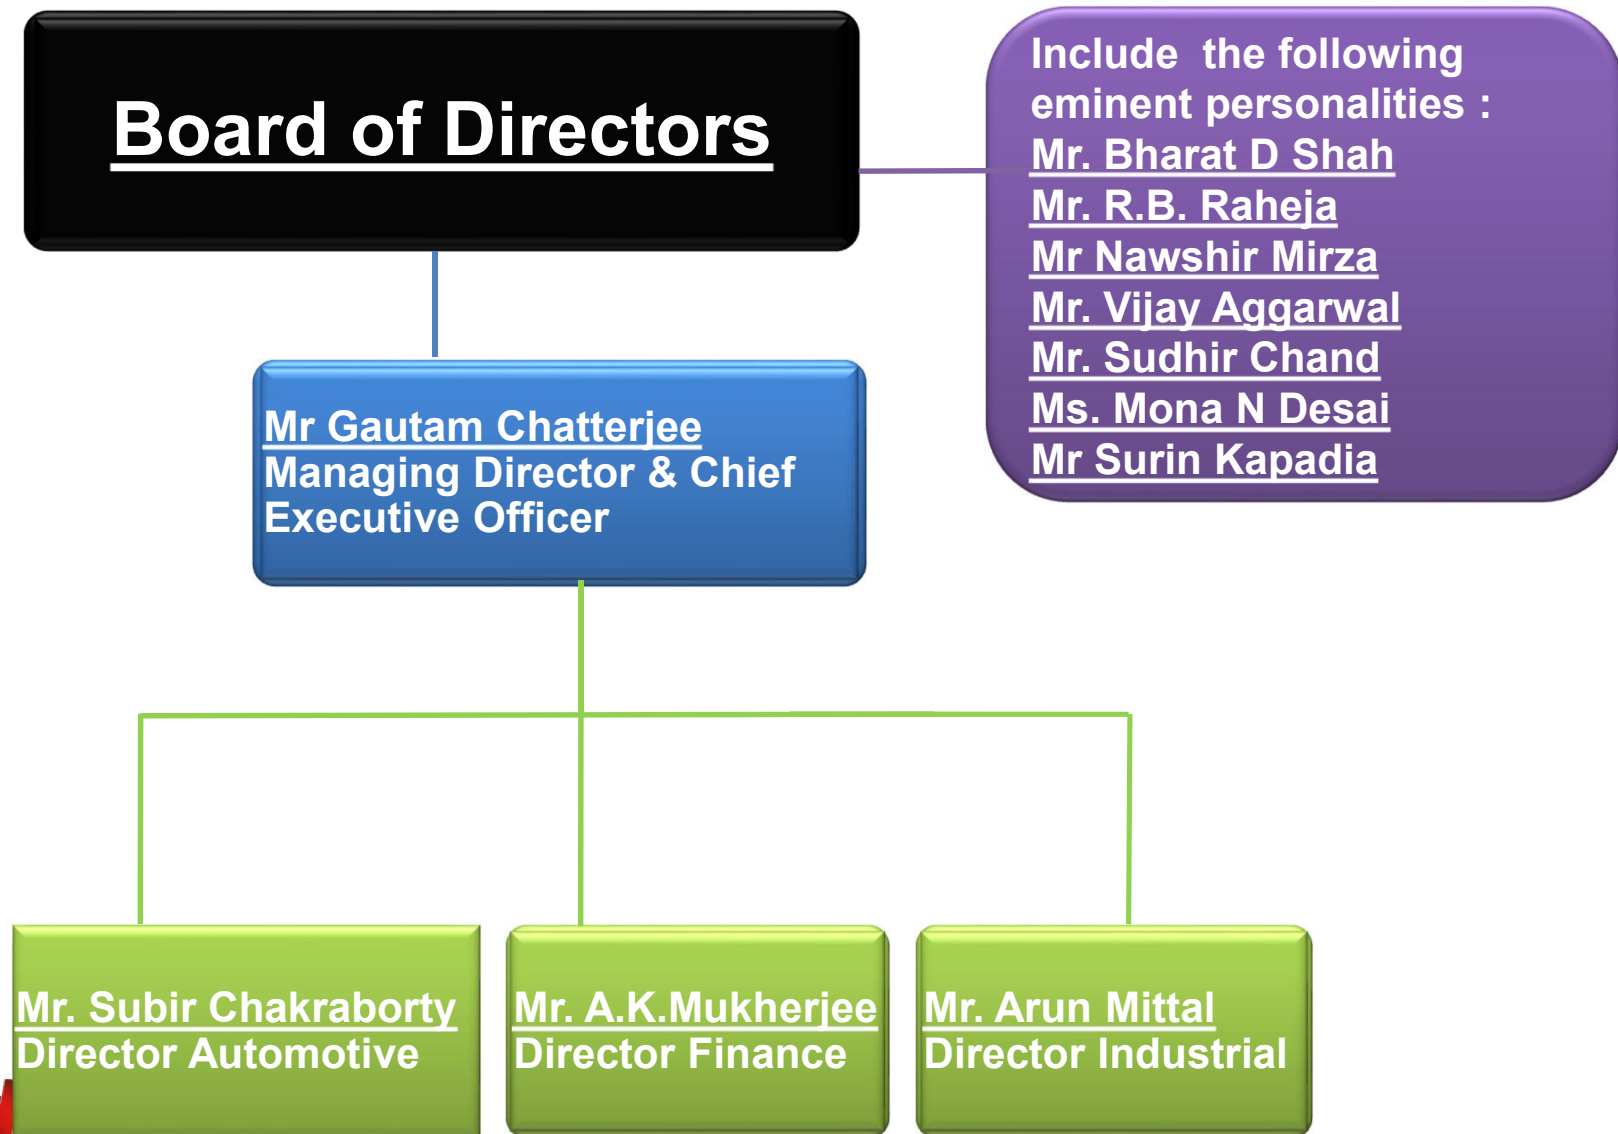 Board of Directors
Include the following
eminent personalities :
Mr. Bharat D Shah
Mr. R.B. Raheja
Mr Nawshir Mirza
Mr. Vijay Aggarwal
Mr. Sudhir Chand
Ms. Mona N Desai
Mr Surin Kapadia
Mr Gautam Chatterjee
Managing Director & Chief
Executive Officer
Mr. Subir Chakraborty
Director Automotive
Mr. A.K.Mukherjee
Director Finance
Mr. Arun Mittal
Director Industrial